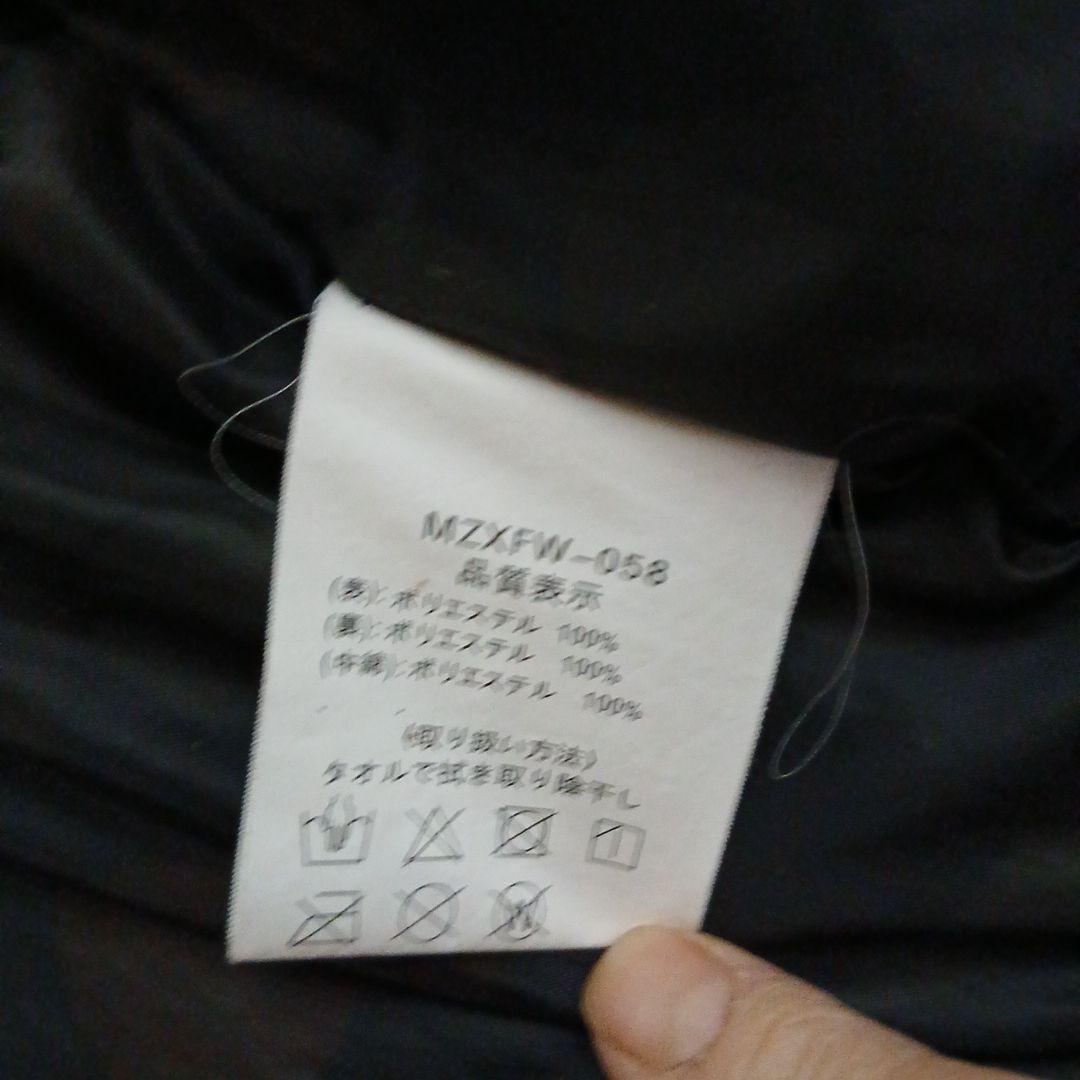 MZXFW-058
品質表示
(表):ポリエステル 100%
(裏):ポリエステル 100%
(中綿):ポリエステル 100%
(取り扱い方法)
タオルで拭き取り陰干し